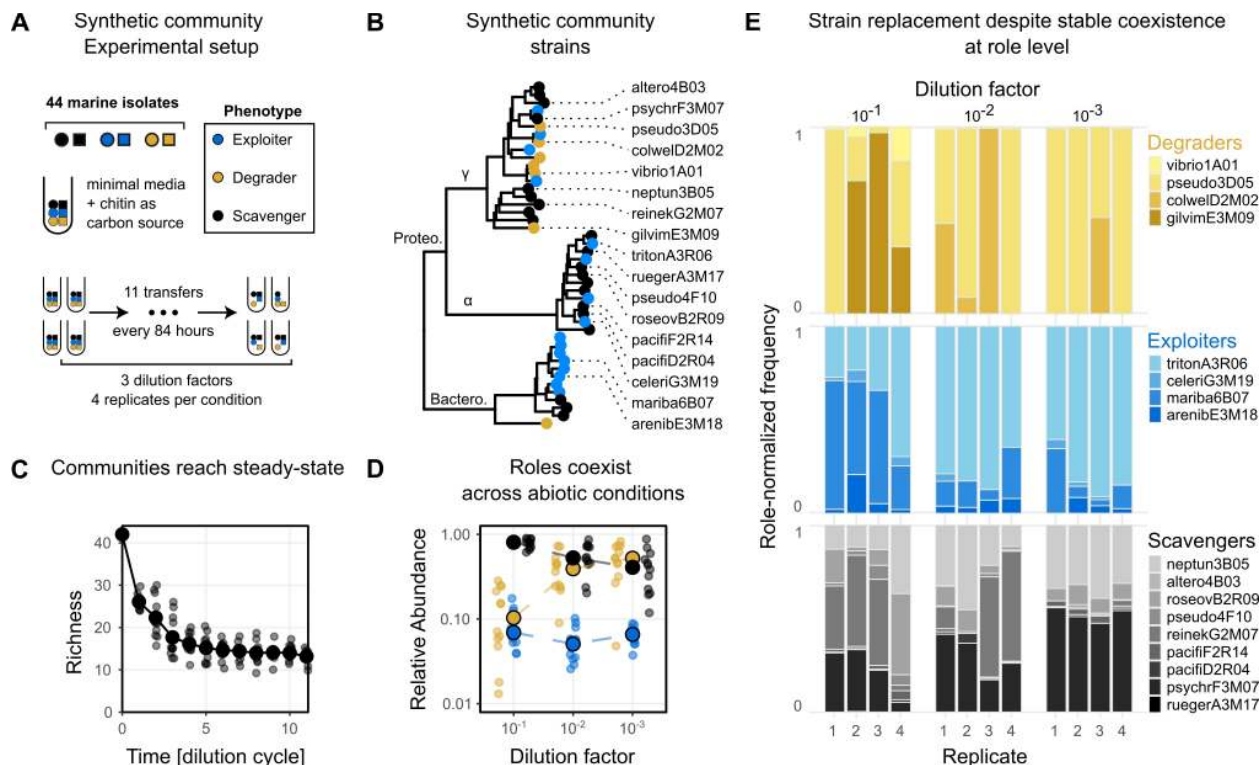 A
Synthetic community
Experimental setup
44 marine isolates
Phenotype
Exploiter
Degrader
Scavenger
minimal media
+ chitin as
carbon source
11 transfers
every 84 hours
3 dilution factors
4 replicates per condition
B
Synthetic community
strains
γ
Proteo.
α
Bactero.
altero4B03
psychrF3M07
pseudo3D05
colwelD2M02
vibrio1A01
neptun3B05
reinekG2M07
gilvimE3M09
tritonA3R06
ruegerA3M17
pseudo4F10
roseovB2R09
pacifiF2R14
pacifiD2R04
celeriG3M19
mariba6B07
arenibE3M18
C
Communities reach steady-state
Richness
40
30
20
10
0
0
5
10
Time [dilution cycle]
D
Roles coexist
across abiotic conditions
Relative Abundance
1.00
0.10
0.01
10⁻¹
10⁻²
10⁻³
Dilution factor
E
Strain replacement despite stable coexistence
at role level
Dilution factor
10⁻¹
10⁻²
10⁻³
Role-normalized frequency
1
0
Degraders
vibrio1A01
pseudo3D05
colwelD2M02
gilvimE3M09
1
0
Exploiters
tritonA3R06
celeriG3M19
mariba6B07
arenibE3M18
1
0
Scavengers
neptun3B05
altero4B03
roseovB2R09
pseudo4F10
reinekG2M07
pacifiF2R14
pacifiD2R04
psychrF3M07
ruegerA3M17
1 2 3 4
1 2 3 4
1 2 3 4
Replicate